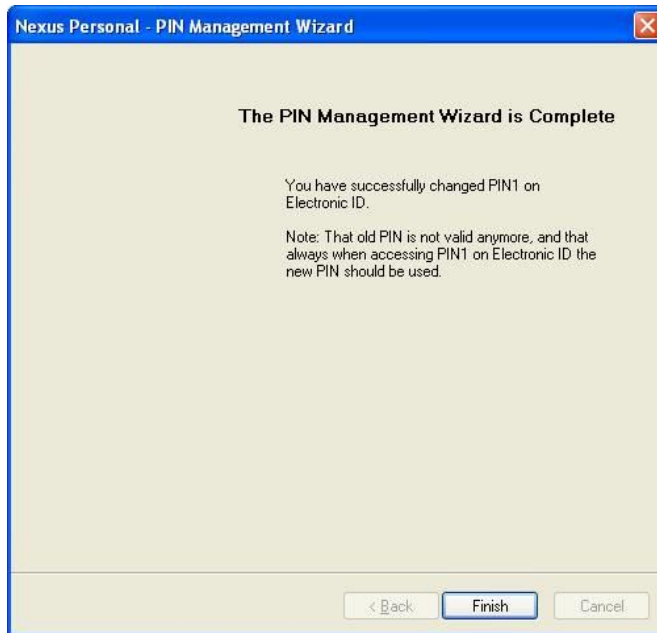 Nexus Personal - PIN Management Wizard
The PIN Management Wizard is Complete
You have successfully changed PIN1 on
Electronic ID.
Note: That old PIN is not valid anymore, and that
always when accessing PIN1 on Electronic ID the
new PIN should be used.
< Back Finish Cancel